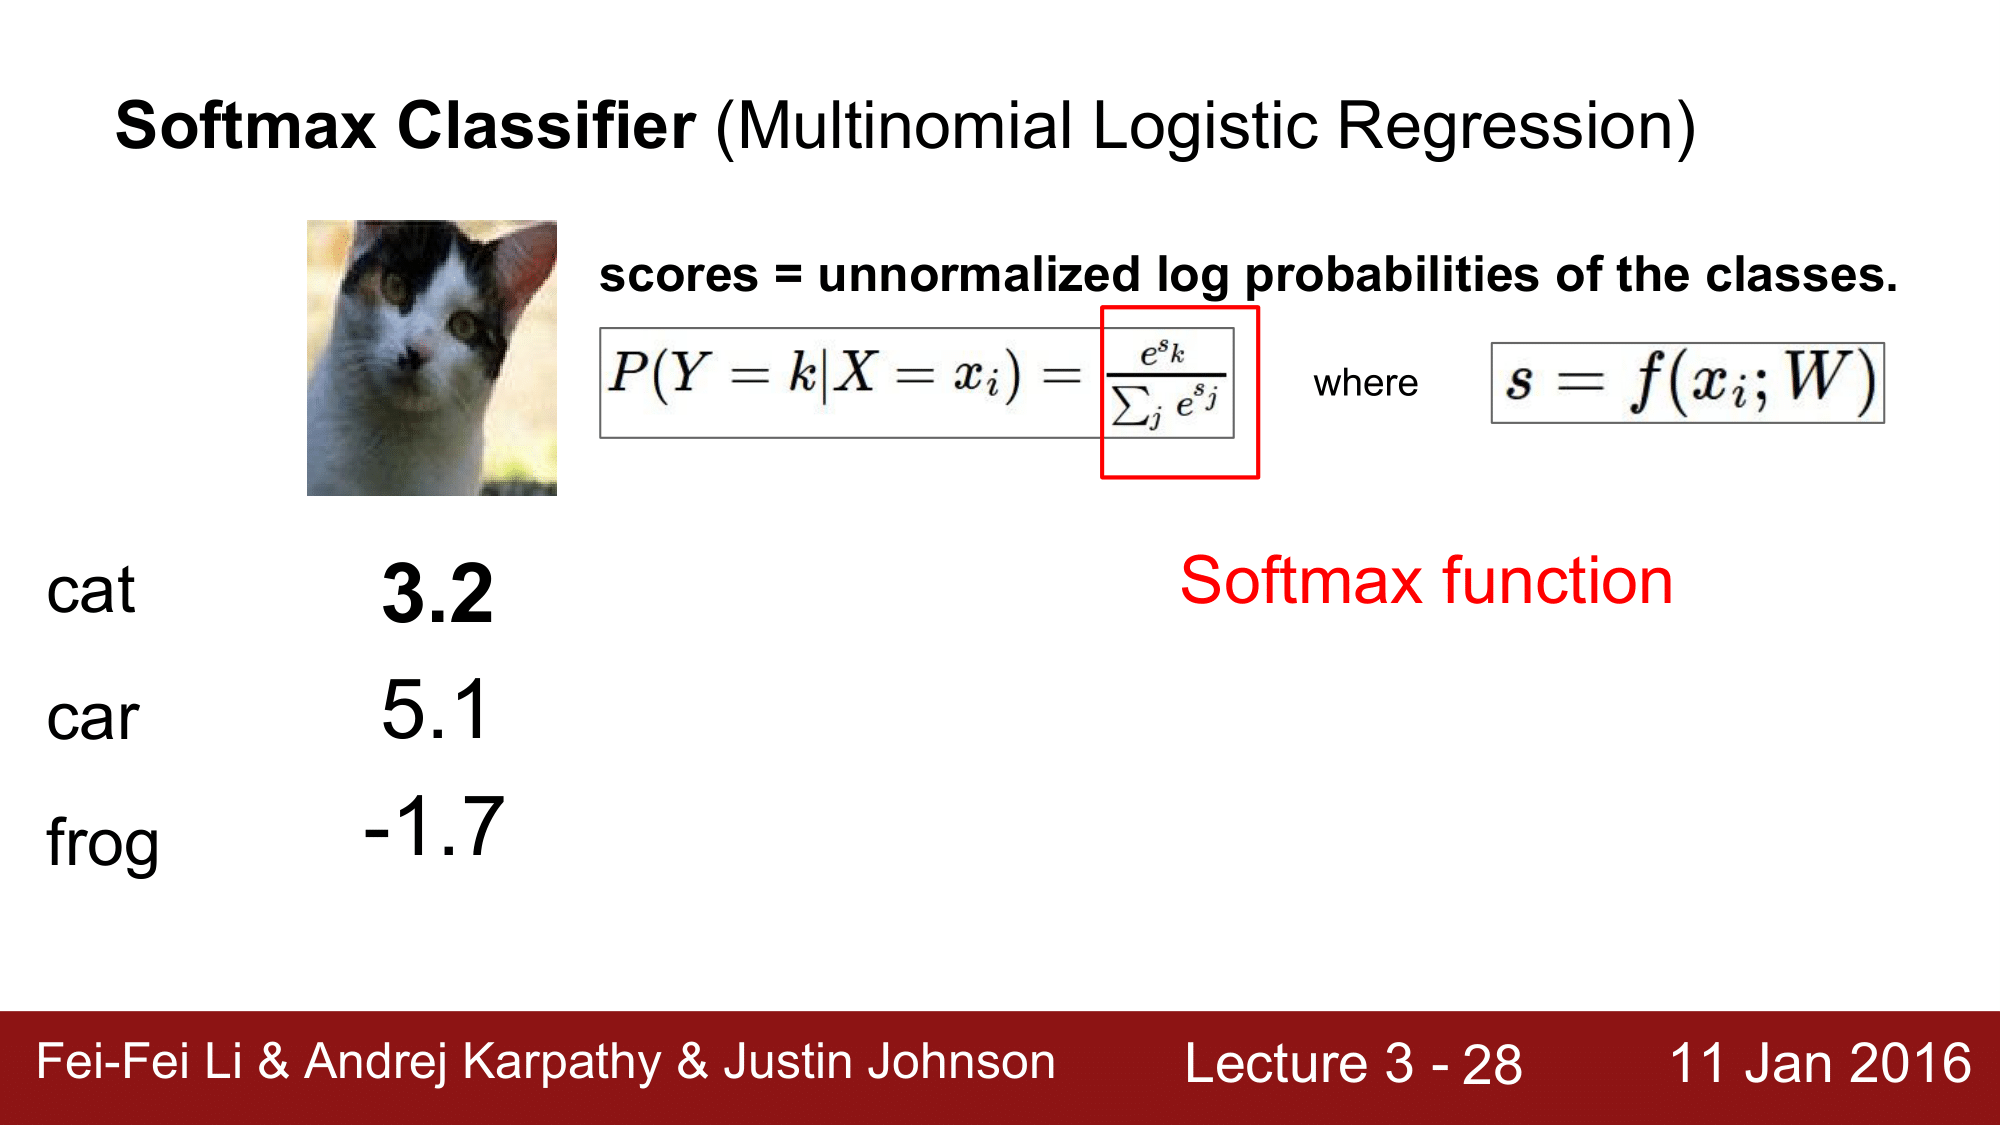 Softmax Classifier (Multinomial Logistic Regression)
scores = unnormalized log probabilities of the classes.
P(Y = k|X = x_i) = \frac{e^{s_k}}{\sum_j e^{s_j}} where s = f(x_i; W)
Softmax function
cat 3.2
car 5.1
frog -1.7
Fei-Fei Li & Andrej Karpathy & Justin Johnson Lecture 3 - 28 11 Jan 2016